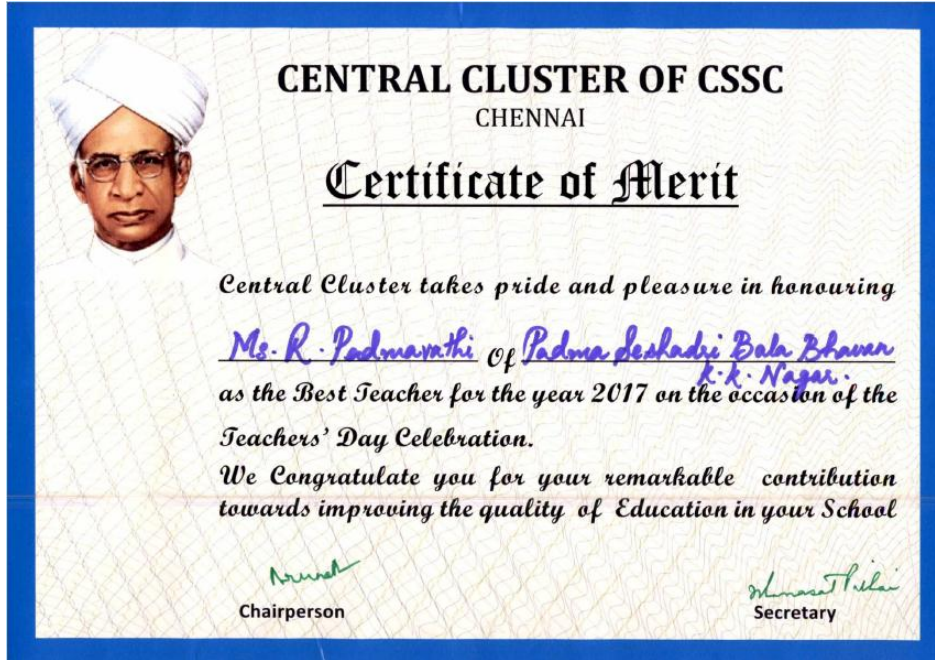 CENTRAL CLUSTER OF CSSC
CHENNAI
Certificate of Merit
Central Cluster takes pride and pleasure in honouring
Ms. R. Padmavathi Of Padma Seshadri Bala Bhavan
K.K. Nagar.
as the Best Teacher for the year 2017 on the occasion of the
Teachers' Day Celebration.
We Congratulate you for your remarkable contribution
towards improving the quality of Education in your School
Chairperson
Secretary